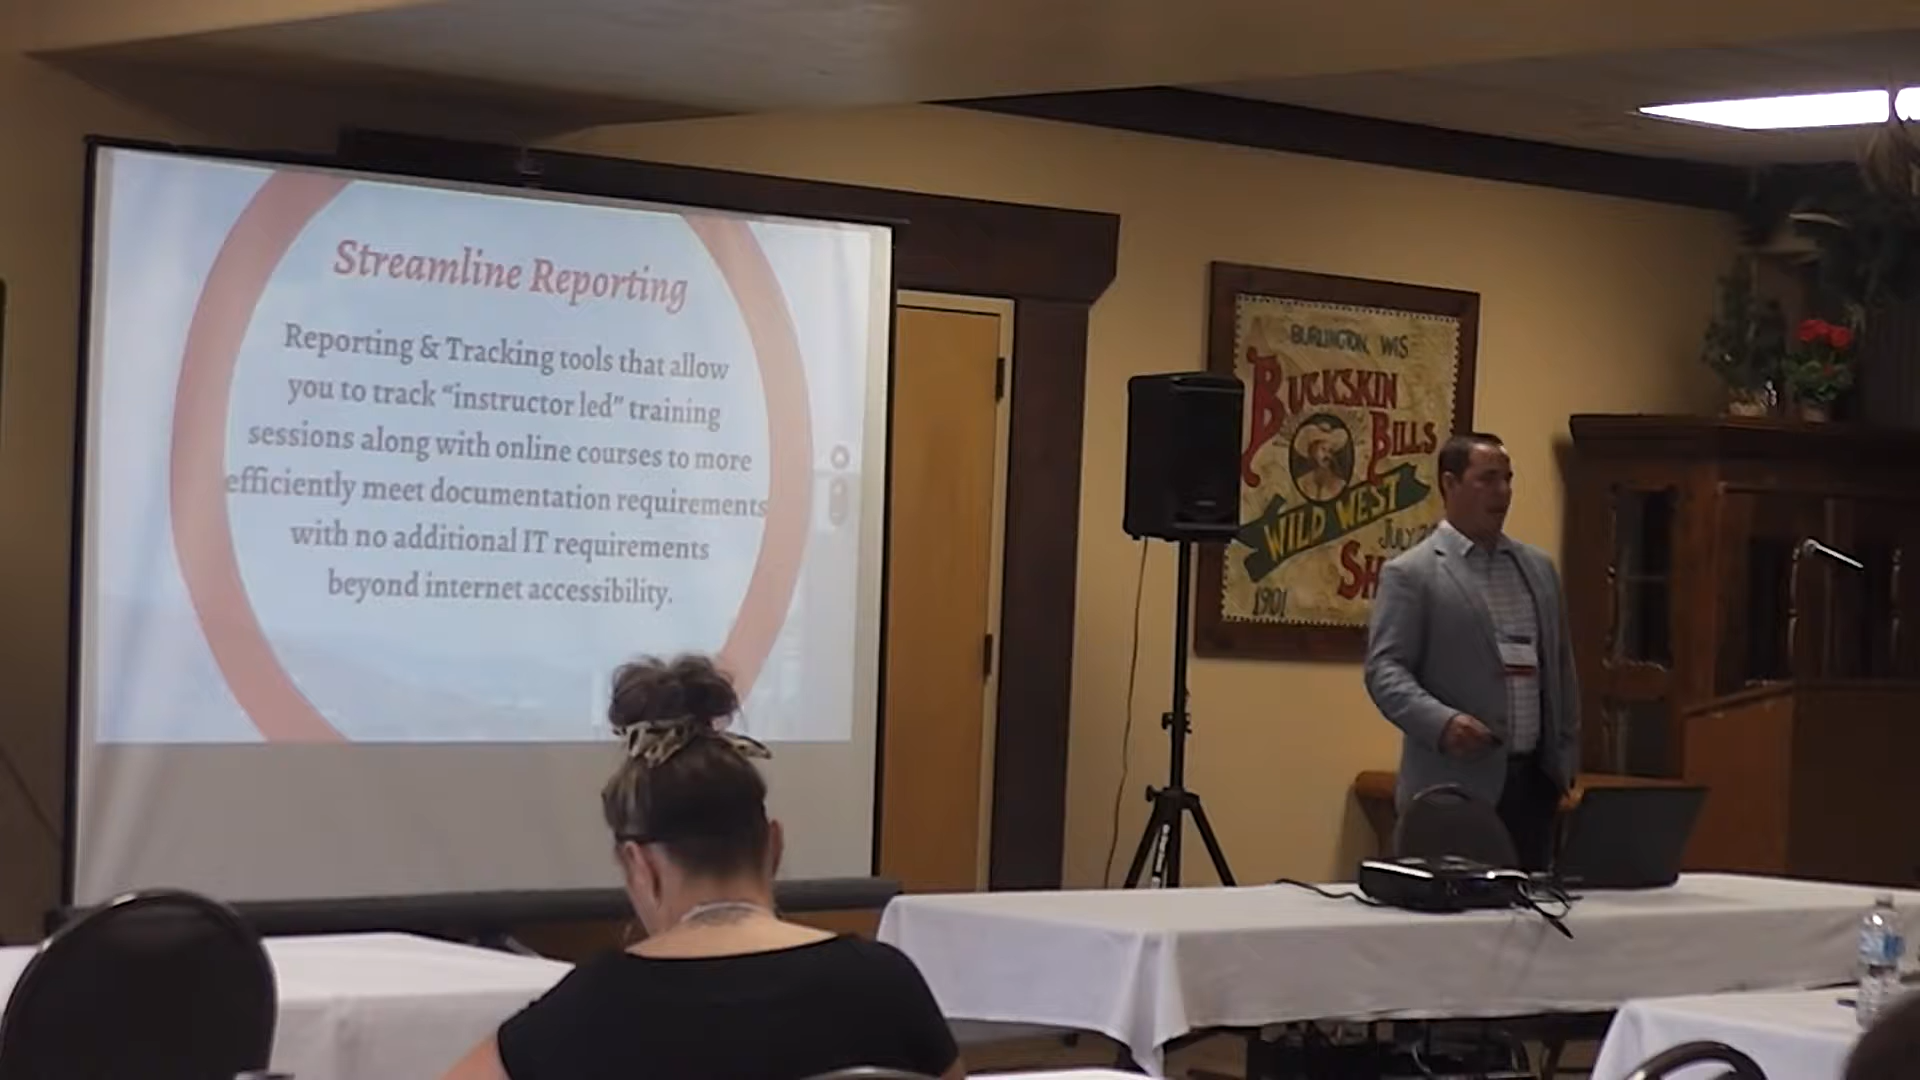 Streamline Reporting
Reporting & Tracking tools that allow
you to track “instructor led” training
sessions along with online courses to more
efficiently meet documentation requirements
with no additional IT requirements
beyond internet accessibility.
BURLINGTON, WIS
BUCKSKIN
BILLS
WILD WEST
JULY
1901